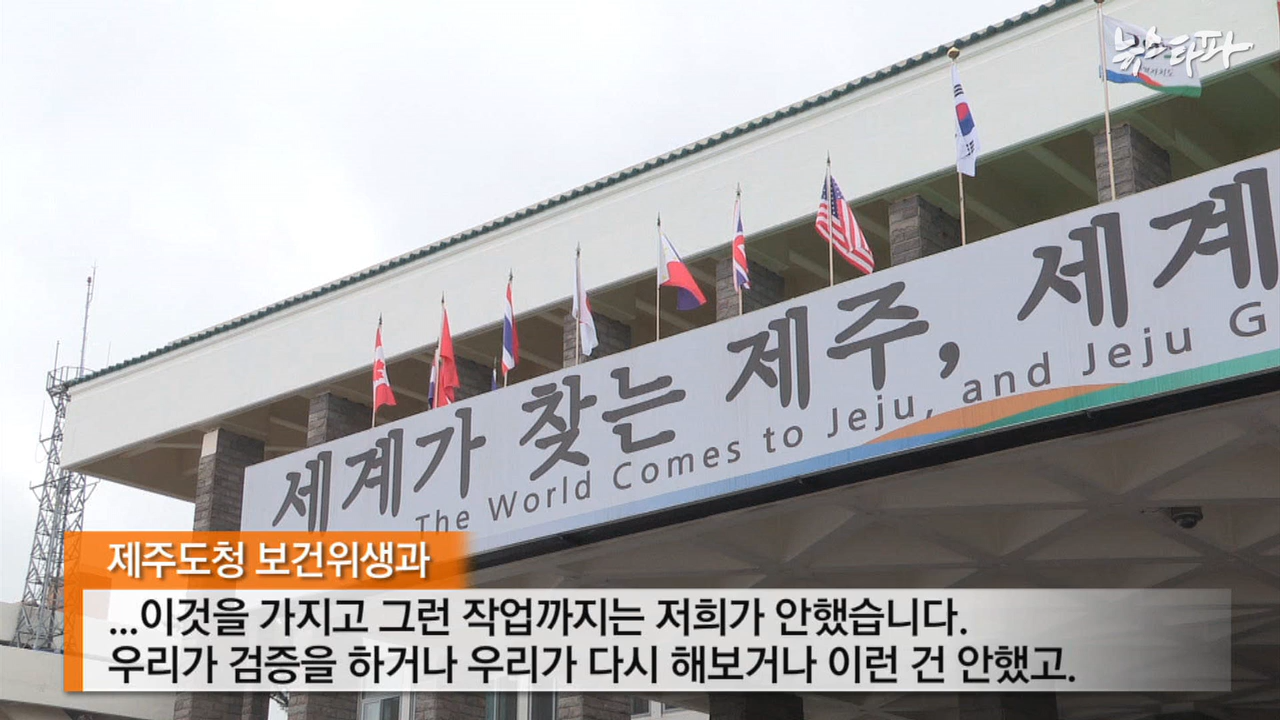 뉴스타파
세계가 찾는 제주, 세계
The World Comes to Jeju, and Jeju G
제주도청 보건위생과
...이것을 가지고 그런 작업까지는 저희가 안했습니다.
우리가 검증을 하거나 우리가 다시 해보거나 이런 건 안했고.